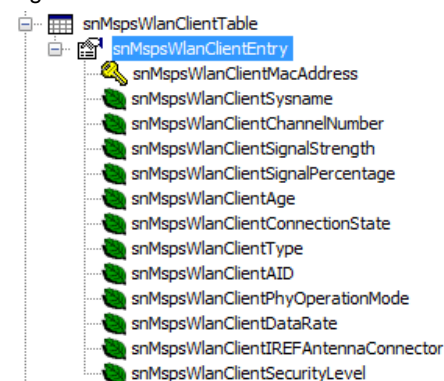 snMspsWlanClientTable
snMspsWlanClientEntry
snMspsWlanClientMacAddress
snMspsWlanClientSysname
snMspsWlanClientChannelNumber
snMspsWlanClientSignalStrength
snMspsWlanClientSignalPercentage
snMspsWlanClientAge
snMspsWlanClientConnectionState
snMspsWlanClientType
snMspsWlanClientAID
snMspsWlanClientPhyOperationMode
snMspsWlanClientDataRate
snMspsWlanClientIREFAntennaConnector
snMspsWlanClientSecurityLevel